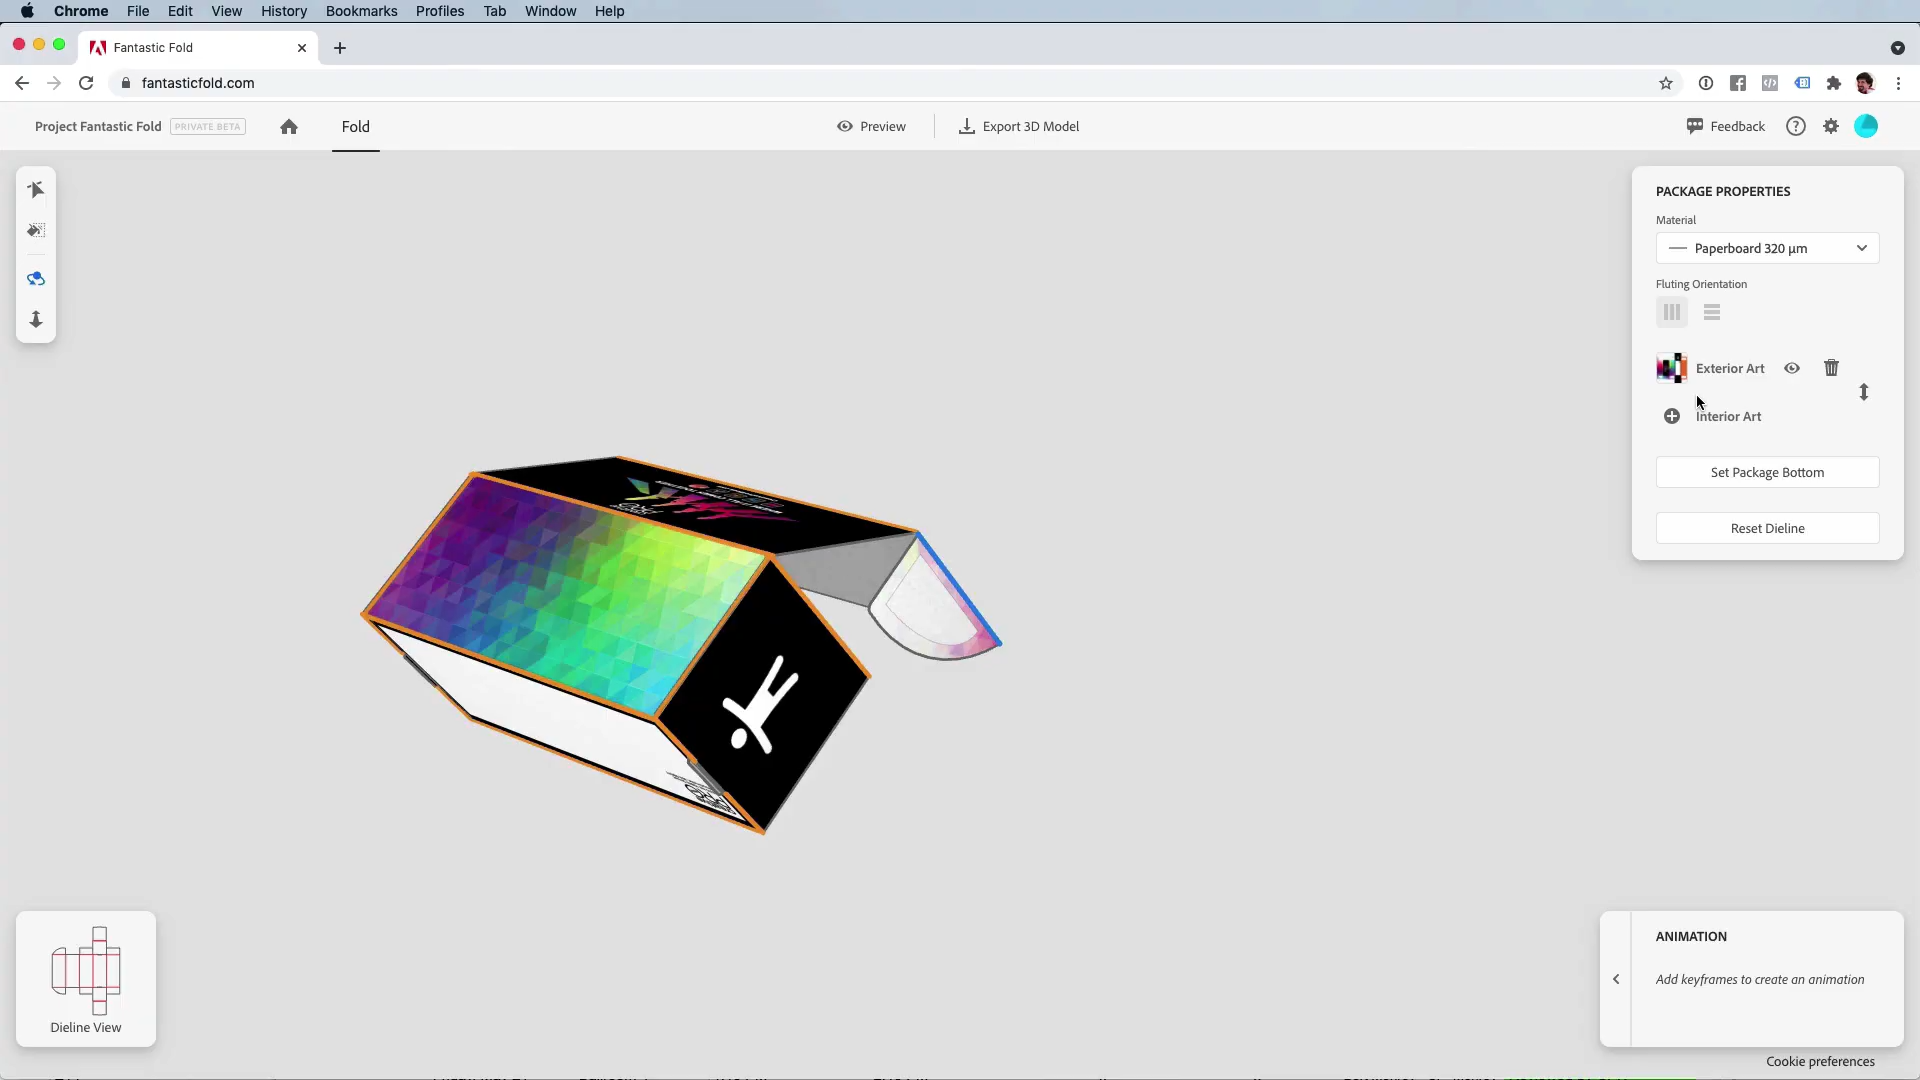 Chrome File Edit View History Bookmarks Profiles Tab Window Help
Fantastic Fold
fantasticfold.com
Project Fantastic Fold PRIVATE BETA Fold Preview Export 3D Model Feedback
PACKAGE PROPERTIES
Material
Paperboard 320 µm
Fluting Orientation
Exterior Art
Interior Art
Set Package Bottom
Reset Dieline
Dieline View
ANIMATION
Add keyframes to create an animation
Cookie preferences